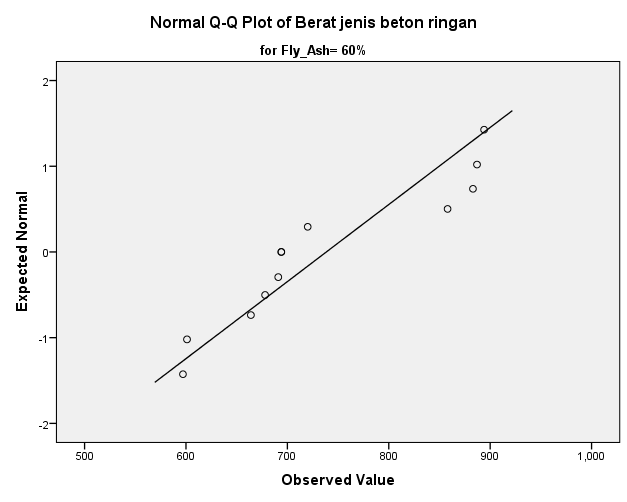 Normal Q-Q Plot of Berat jenis beton ringan
for Fly_Ash= 60%
Expected Normal
2
1
0
-1
-2
500 600 700 800 900 1,000
Observed Value